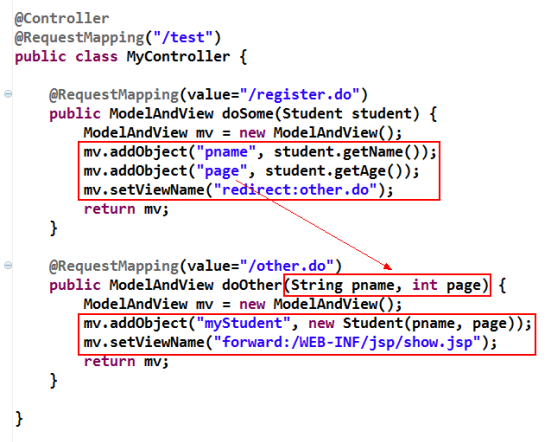 @Controller
@RequestMapping("/test")
public class MyController {
@RequestMapping(value="/register.do")
public ModelAndView doSome(Student student) {
ModelAndView mv = new ModelAndView();
mv.addObject("pname", student.getName());
mv.addObject("page", student.getAge());
mv.setViewName("redirect:other.do");
return mv;
}
@RequestMapping(value="/other.do")
public ModelAndView doOther(String pname, int page) {
ModelAndView mv = new ModelAndView();
mv.addObject("myStudent", new Student(pname, page));
mv.setViewName("forward:/WEB-INF/jsp/show.jsp");
return mv;
}
}